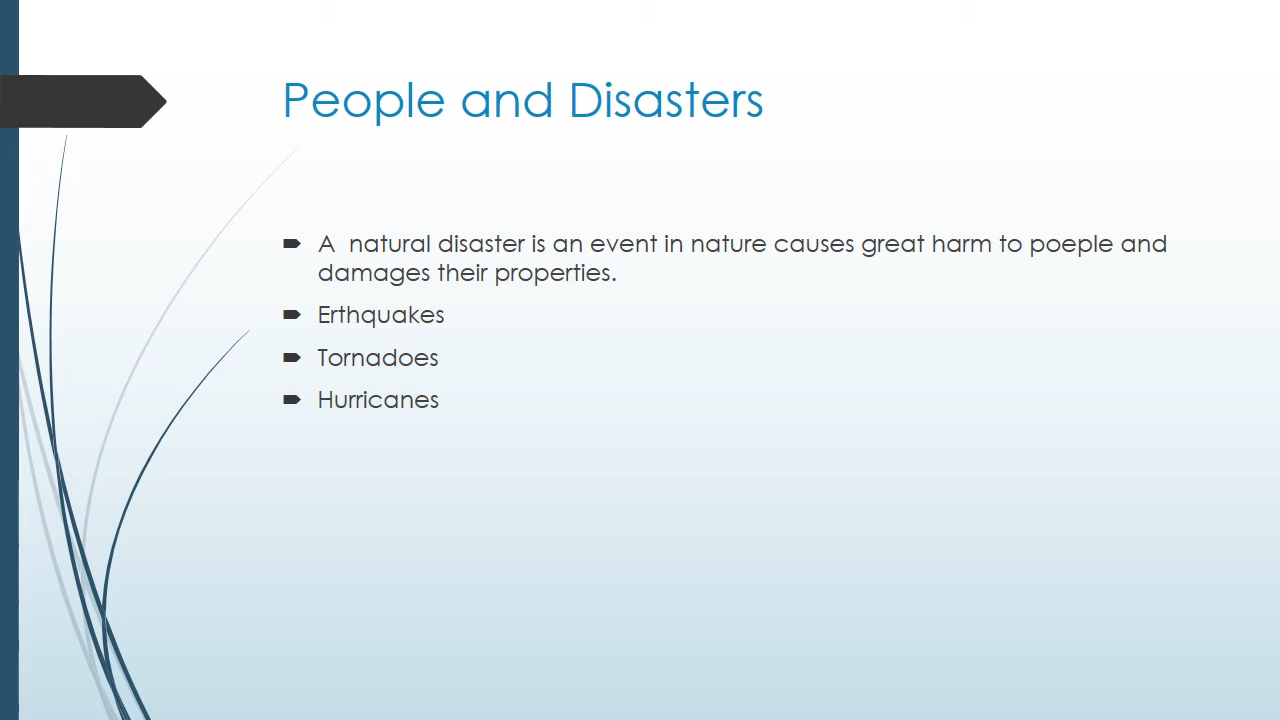 People and Disasters
A  natural disaster is an event in nature causes great harm to poeple and
damages their properties.
Erthquakes
Tornadoes
Hurricanes